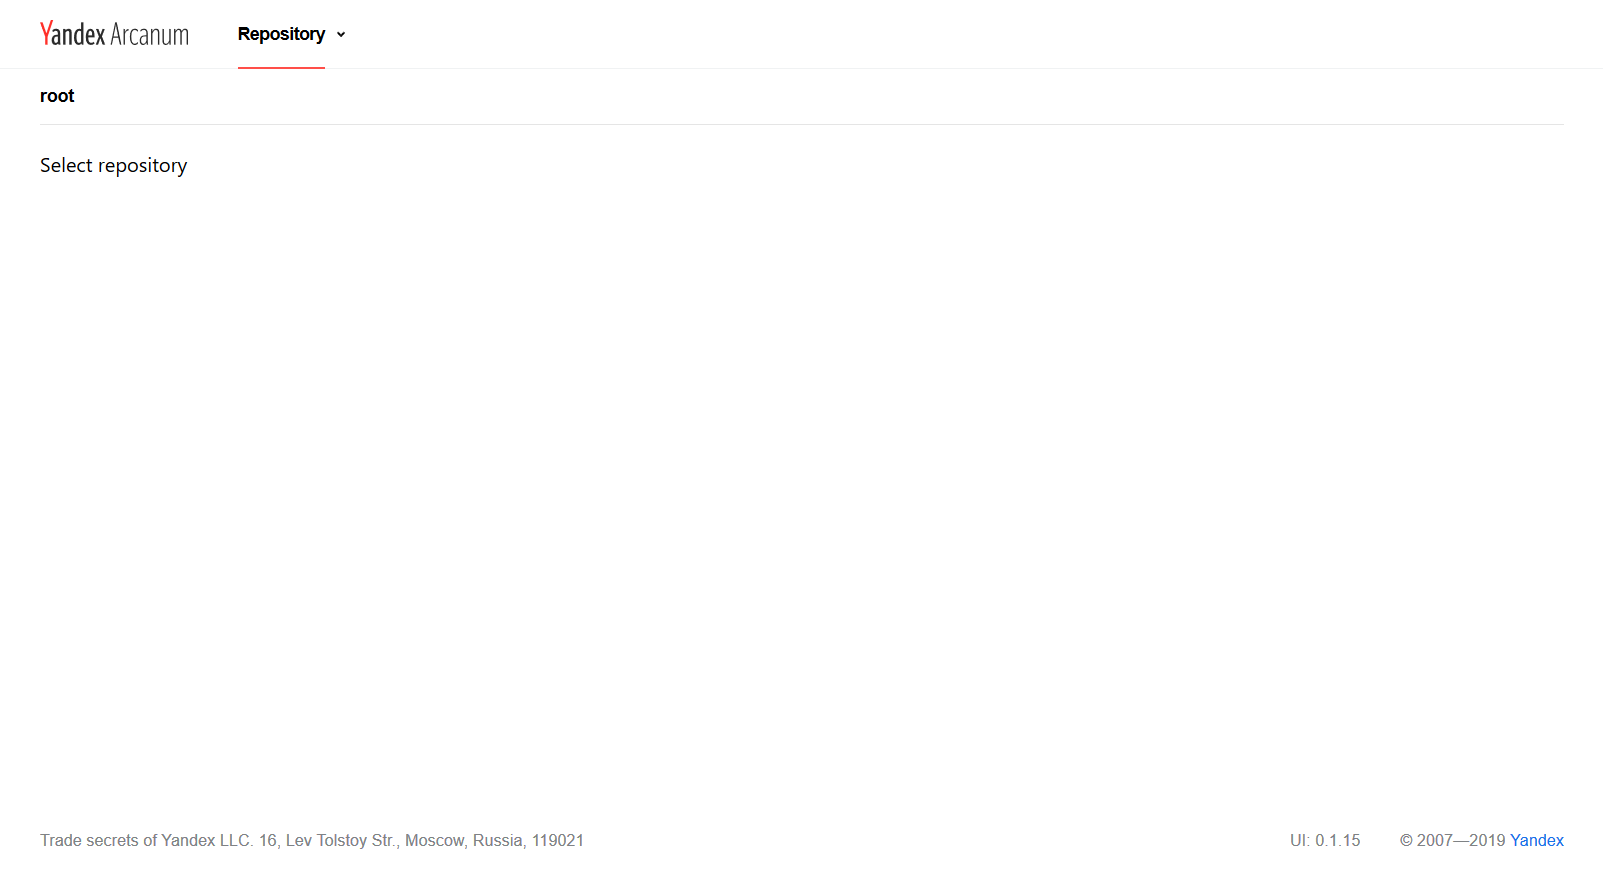 Yandex Arcanum Repository
root
Select repository
Trade secrets of Yandex LLC. 16, Lev Tolstoy Str., Moscow, Russia, 119021 UI: 0.1.15 © 2007—2019 Yandex